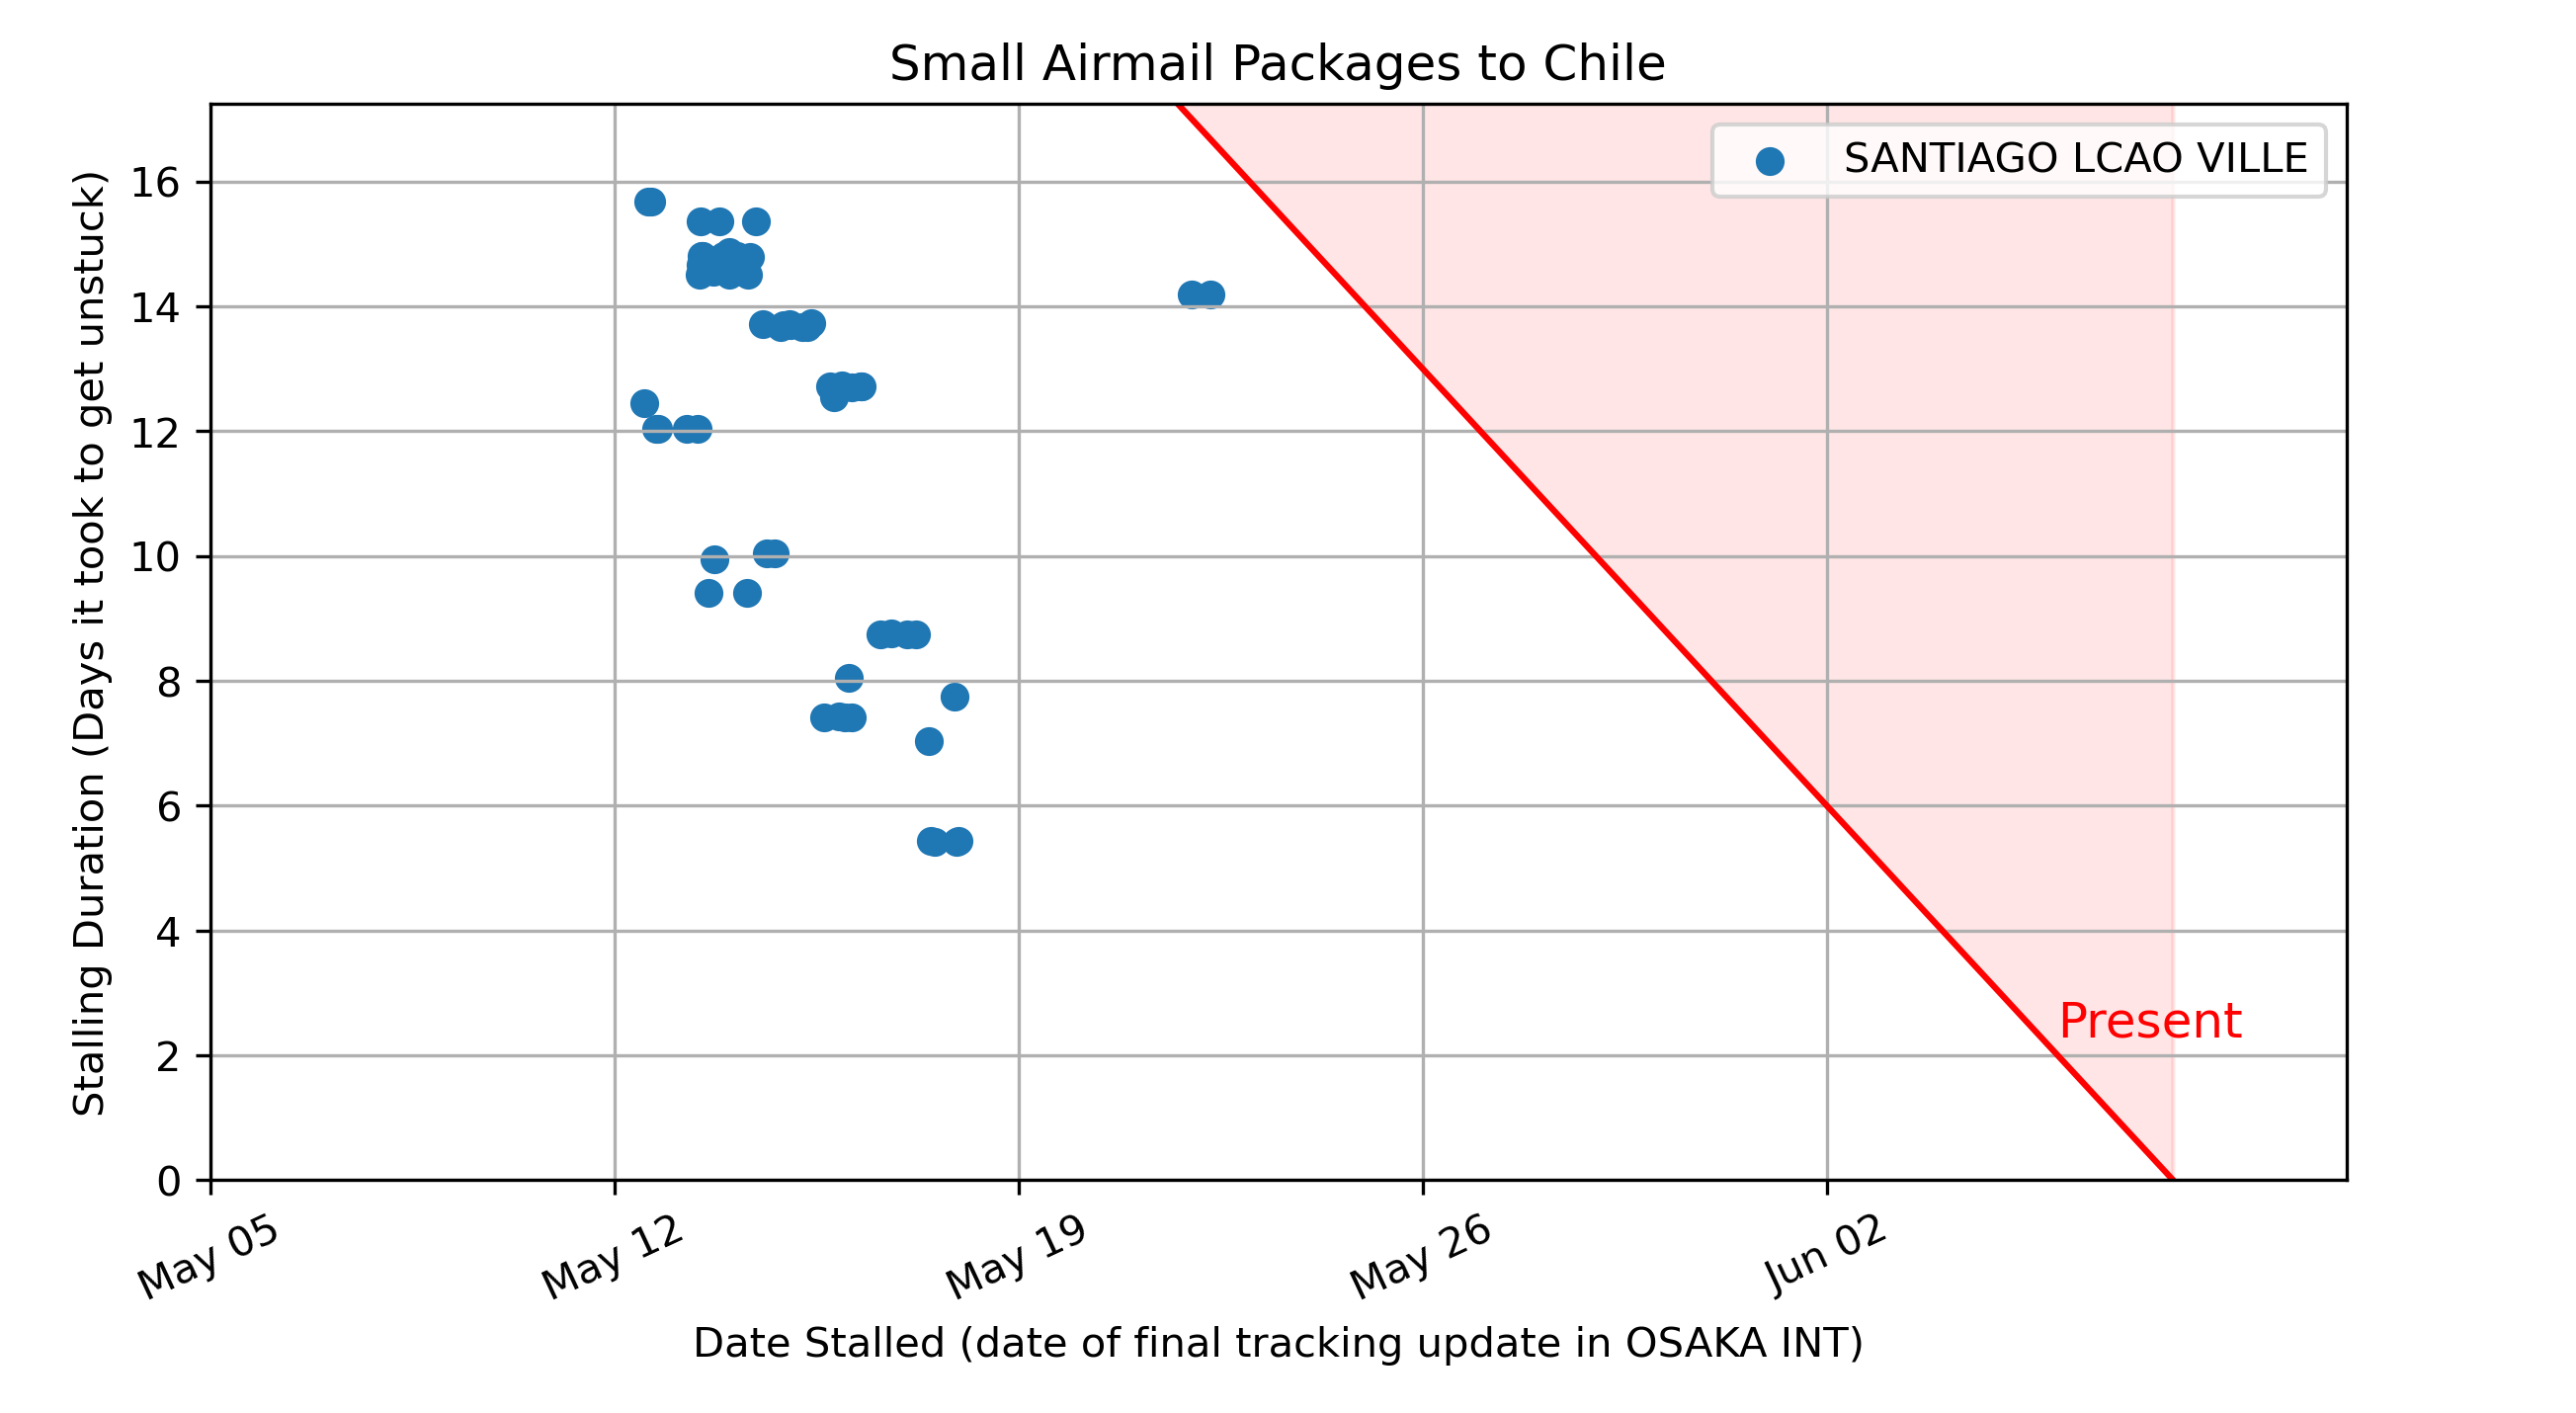 Small Airmail Packages to Chile
SANTIAGO LCAO VILLE
Stalling Duration (Days it took to get unstuck)
16
14
12
10
8
6
4
2
0
Present
May 05
May 12
May 19
May 26
Jun 02
Date Stalled (date of final tracking update in OSAKA INT)